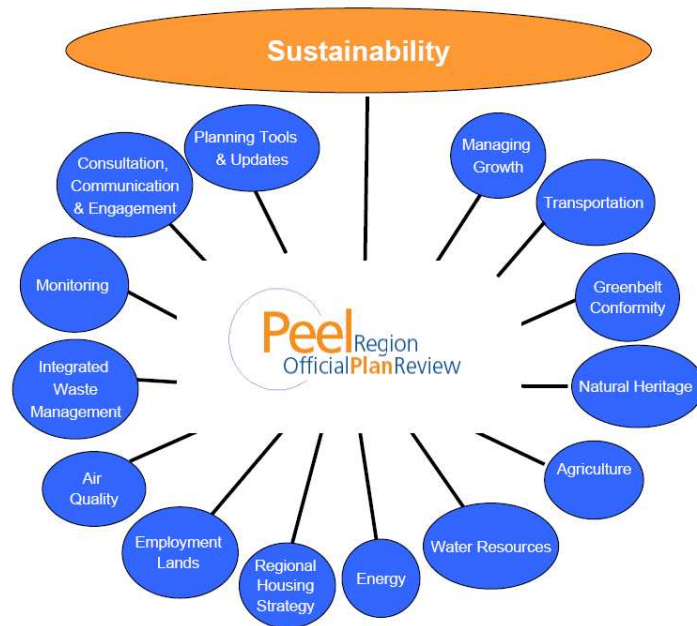 Sustainability
Planning Tools
& Updates
Managing
Growth
Consultation,
Communication
& Engagement
Transportation
Monitoring
Greenbelt
Conformity
Peel Region
Official Plan Review
Integrated
Waste
Management
Natural Heritage
Air
Quality
Agriculture
Employment
Lands
Water Resources
Regional
Housing
Strategy
Energy